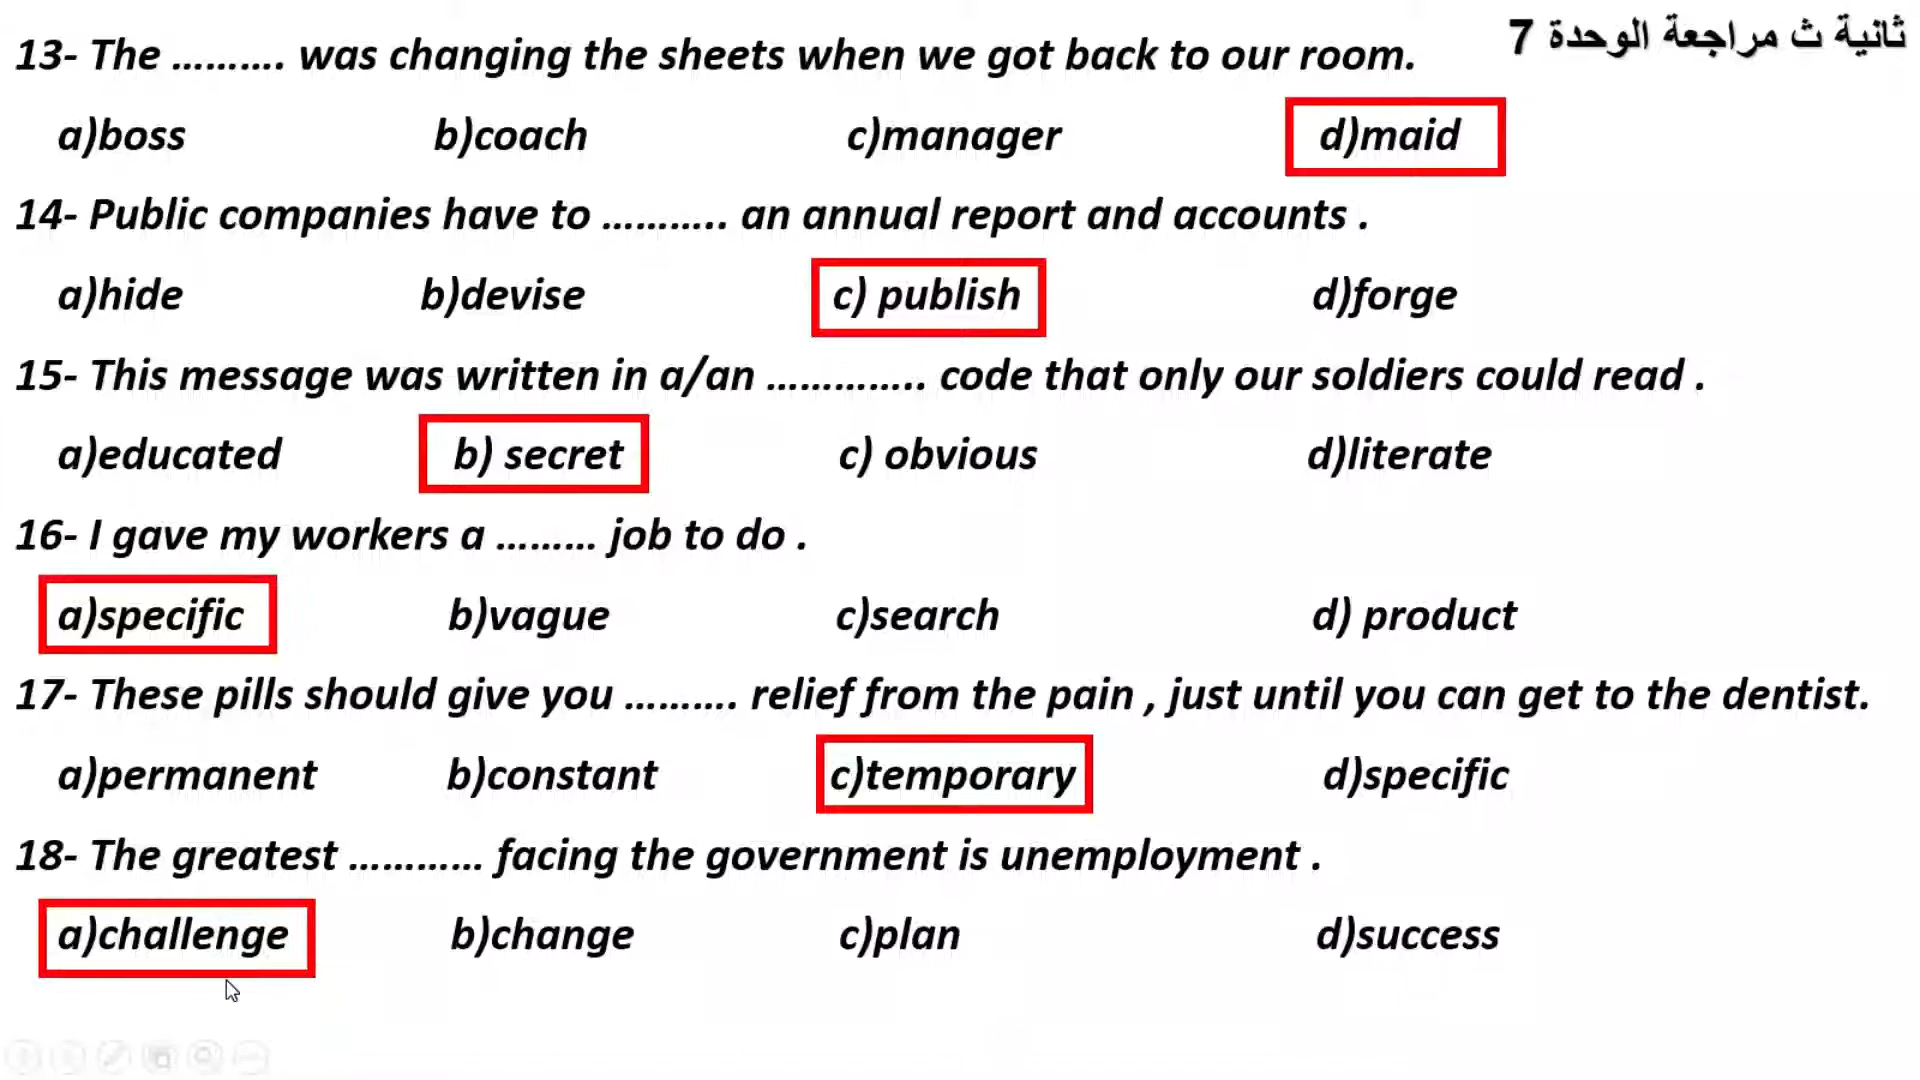 ثانية ث مراجعة الوحدة 7
13- The .......... was changing the sheets when we got back to our room.
a)boss b)coach c)manager d)maid
14- Public companies have to ........... an annual report and accounts .
a)hide b)devise c) publish d)forge
15- This message was written in a/an .............. code that only our soldiers could read .
a)educated b) secret c) obvious d)literate
16- I gave my workers a ......... job to do .
a)specific b)vague c)search d) product
17- These pills should give you .......... relief from the pain , just until you can get to the dentist.
a)permanent b)constant c)temporary d)specific
18- The greatest ............ facing the government is unemployment .
a)challenge b)change c)plan d)success